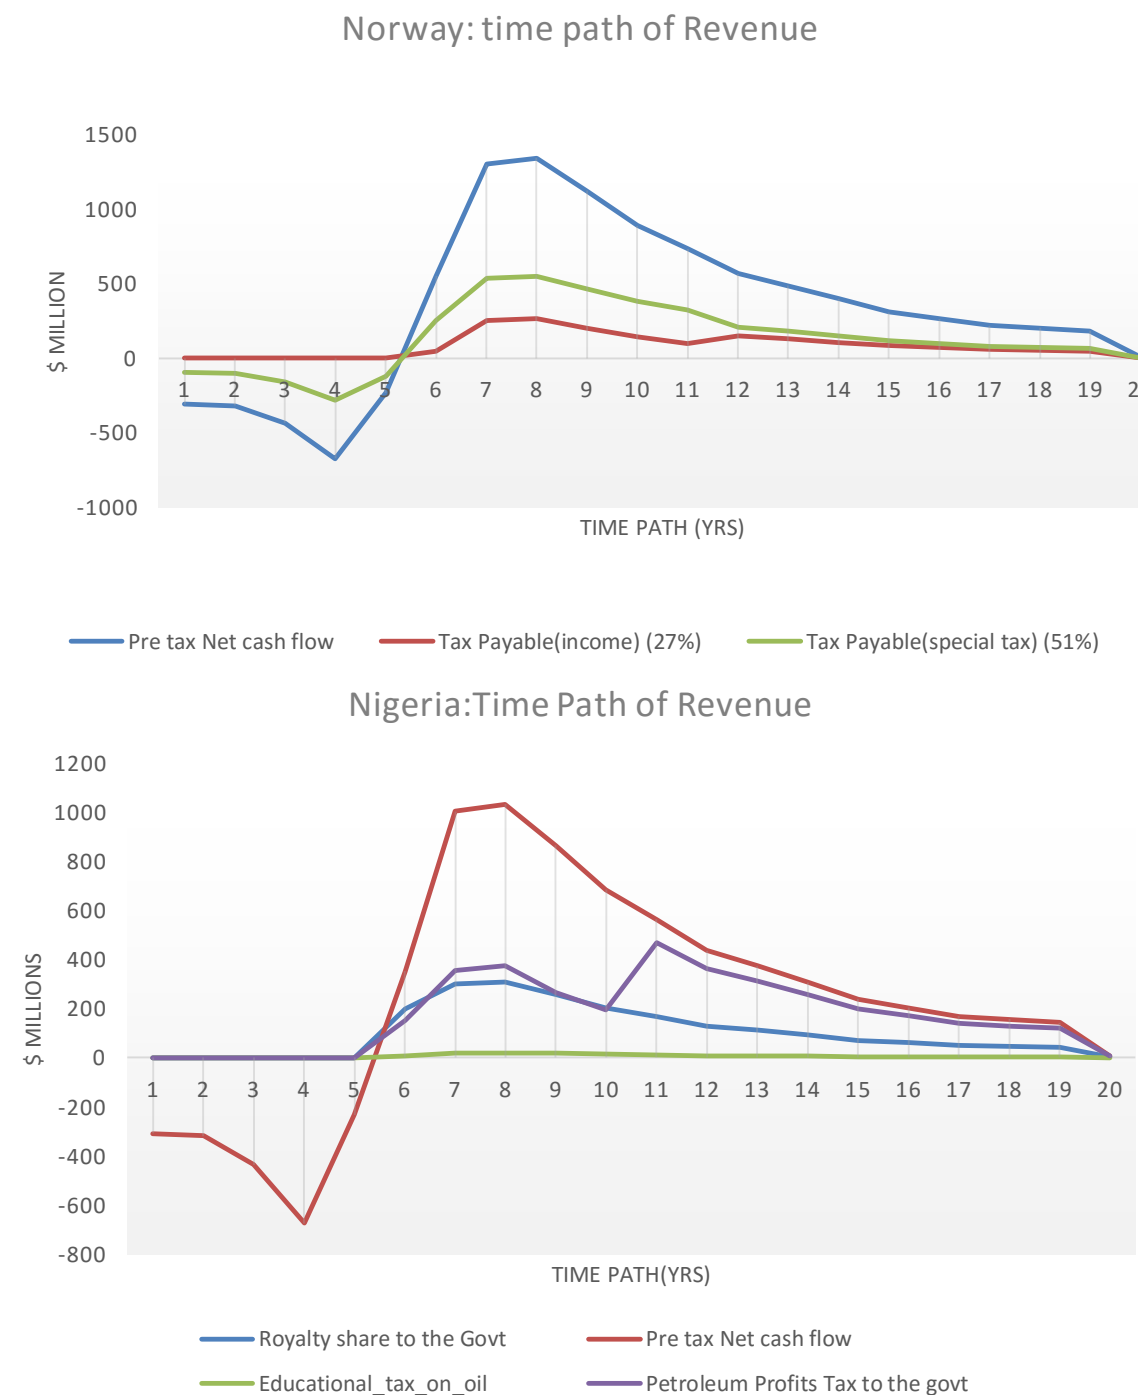 Norway: time path of Revenue
1500
1000
500
0
-500
-1000
$ MILLION
1 2 3 4 5 6 7 8 9 10 11 12 13 14 15 16 17 18 19 2
TIME PATH (YRS)
Pre tax Net cash flow Tax Payable(income) (27%) Tax Payable(special tax) (51%)
Nigeria:Time Path of Revenue
1200
1000
800
600
400
200
0
-200
-400
-600
-800
$ MILLIONS
1 2 3 4 5 6 7 8 9 10 11 12 13 14 15 16 17 18 19 20
TIME PATH(YRS)
Royalty share to the Govt Pre tax Net cash flow
Educational_tax_on_oil Petroleum Profits Tax to the govt